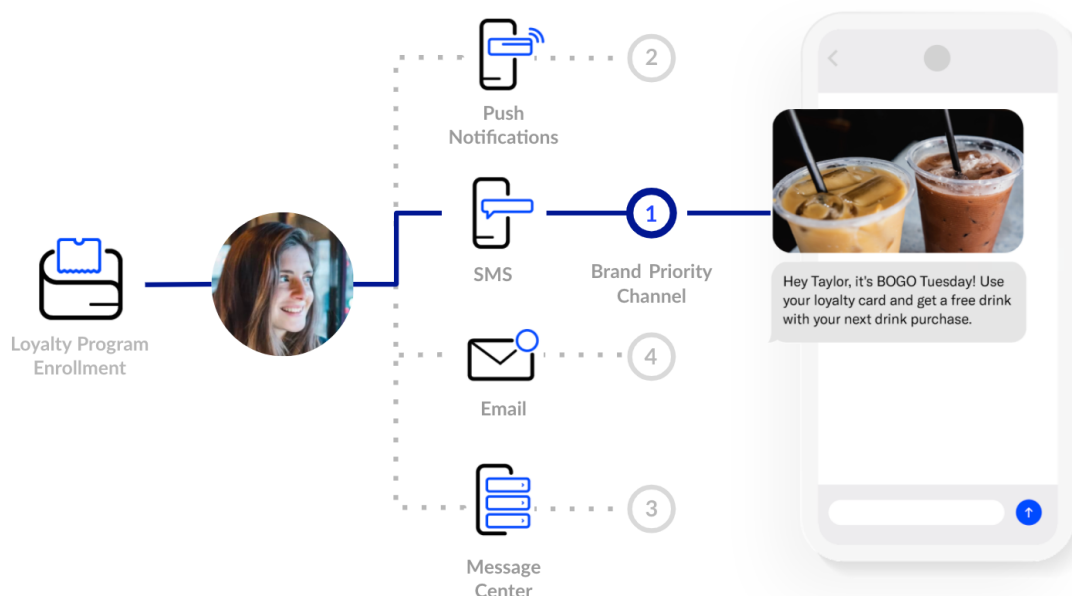 Loyalty Program
Enrollment
Push
Notifications
2
SMS
1
Brand Priority
Channel
Email
4
Message
Center
3
Hey Taylor, it's BOGO Tuesday! Use
your loyalty card and get a free drink
with your next drink purchase.